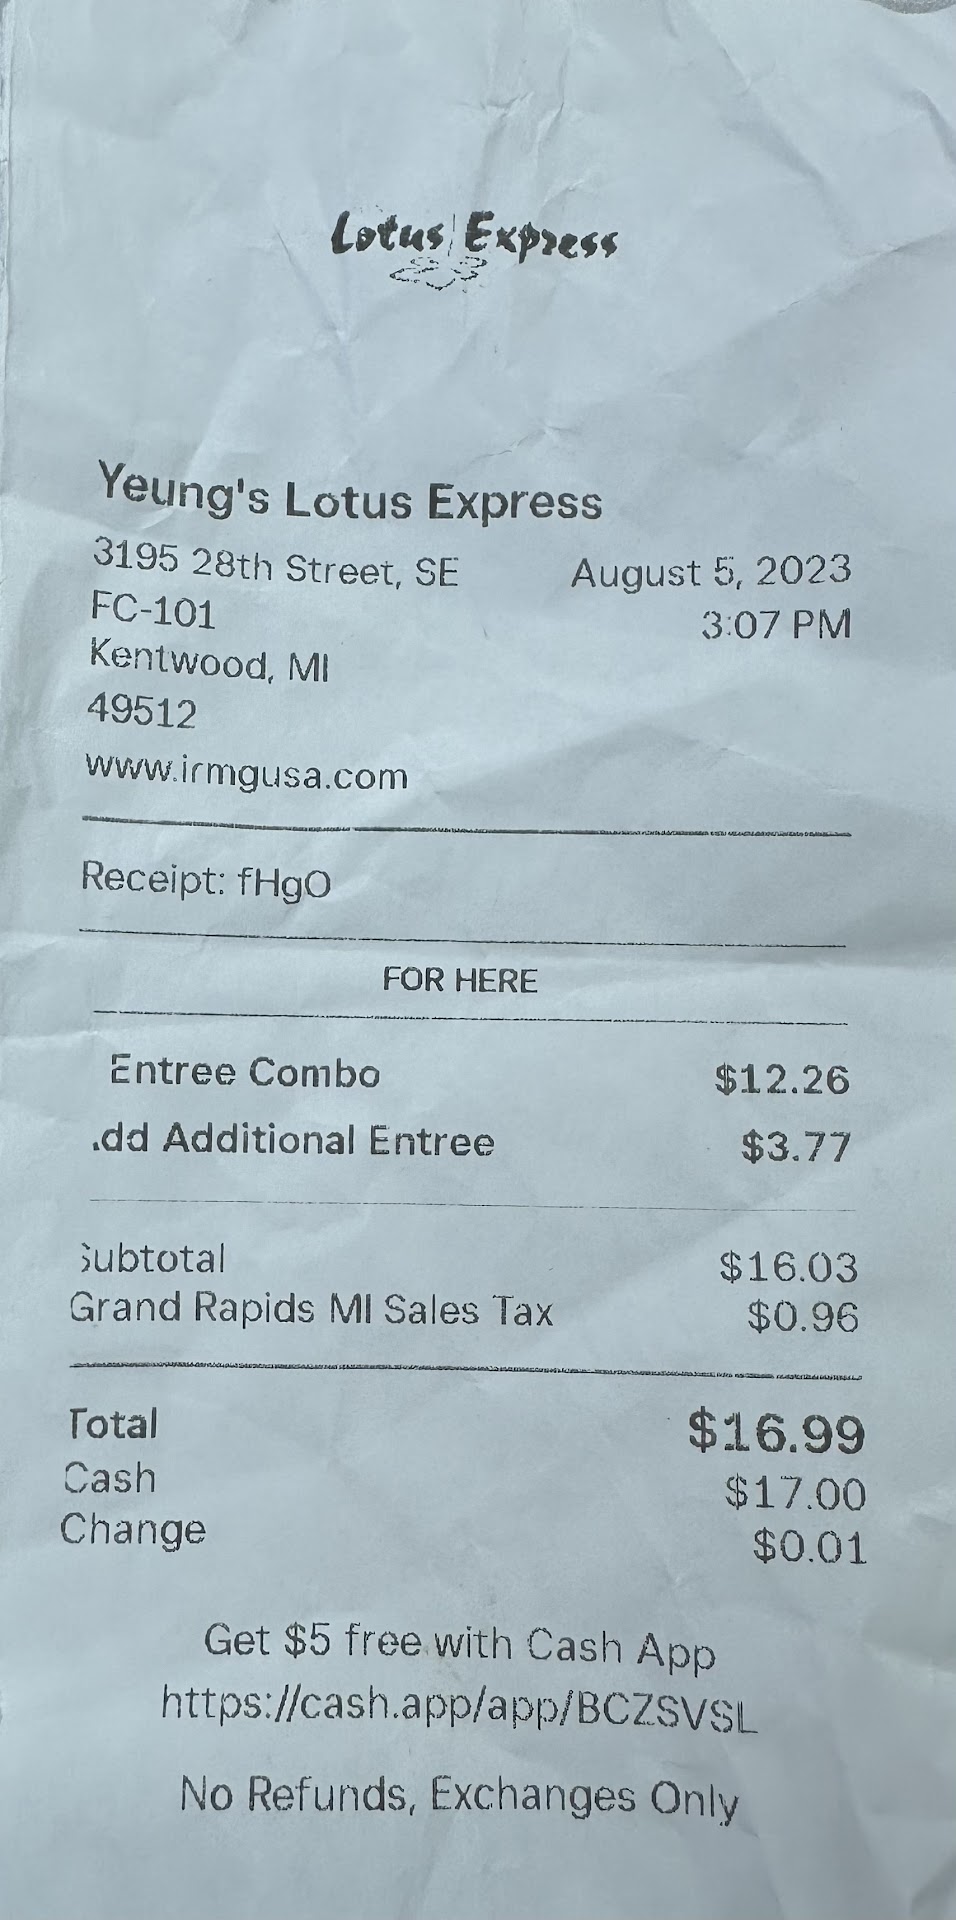 Lotus Express
Yeung's Lotus Express
3195 28th Street, SE
FC-101
Kentwood, MI
49512
www.irmgusa.com
August 5, 2023
3:07 PM
Receipt: fHgO
FOR HERE
Entree Combo $12.26
dd Additional Entree $3.77
Subtotal $16.03
Grand Rapids MI Sales Tax $0.96
Total $16.99
Cash $17.00
Change $0.01
Get $5 free with Cash App
https://cash.app/app/BCZSVSL
No Refunds, Exchanges Only